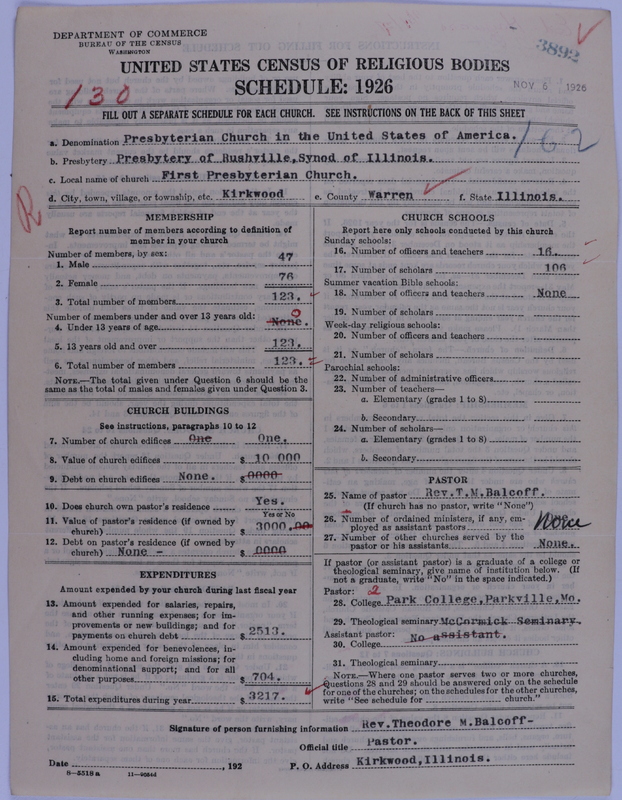 DEPARTMENT OF COMMERCE
BUREAU OF THE CENSUS
WASHINGTON
3892
UNITED STATES CENSUS OF RELIGIOUS BODIES
SCHEDULE: 1926
NOV 6 1926
130
FILL OUT A SEPARATE SCHEDULE FOR EACH CHURCH. SEE INSTRUCTIONS ON THE BACK OF THIS SHEET
162
a. Denomination Presbyterian Church in the United States of America.
b. Presbytery Presbytery of Rushville, Synod of Illinois.
c. Local name of church First Presbyterian Church.
d. City, town, village, or township, etc. Kirkwood e. County Warren f. State Illinois.
R
MEMBERSHIP
Report number of members according to definition of
member in your church
Number of members, by sex:
1. Male 47
2. Female 76
3. Total number of members 123.
Number of members under and over 13 years old:
0
4. Under 13 years of age None.
5. 13 years old and over 123.
6. Total number of members 123.
NOTE.—The total given under Question 6 should be the
same as the total of males and females given under Question 3.
CHURCH BUILDINGS
See instructions, paragraphs 10 to 12
7. Number of church edifices One One.
8. Value of church edifices $ 10 000
9. Debt on church edifices None. $ 0000
10. Does church own pastor's residence Yes.
Yes or No
11. Value of pastor's residence (if owned by
church) $ 3000.00
12. Debt on pastor's residence (if owned by
church) None - $ 0000
EXPENDITURES
Amount expended by your church during last fiscal year
13. Amount expended for salaries, repairs,
and other running expenses; for im-
provements or new buildings; and for
payments on church debt $ 2513.
14. Amount expended for benevolences, in-
cluding home and foreign missions; for
denominational support; and for all
other purposes $ 704.
15. Total expenditures during year $ 3217.
CHURCH SCHOOLS
Report here only schools conducted by this church
Sunday schools:
16. Number of officers and teachers 16.
17. Number of scholars 106
Summer vacation Bible schools:
18. Number of officers and teachers None
19. Number of scholars
Week-day religious schools:
20. Number of officers and teachers
21. Number of scholars
Parochial schools:
22. Number of administrative officers
23. Number of teachers—
a. Elementary (grades 1 to 8)
b. Secondary
24. Number of scholars—
a. Elementary (grades 1 to 8)
b. Secondary
PASTOR
25. Name of pastor Rev.T.M.Balcoff.
(If church has no pastor, write "None")
26. Number of ordained ministers, if any, em-
ployed as assistant pastors None
27. Number of other churches served by the
pastor or his assistants None.
If pastor (or assistant pastor) is a graduate of a college or
theological seminary, give name of institution below. (If
not a graduate, write "No" in the space indicated.)
Pastor: 2
28. College Park College, Parkville, Mo.
29. Theological seminary McCormick Seminary.
Assistant pastor:
30. College No assistant.
31. Theological seminary
NOTE.—Where one pastor serves two or more churches,
Questions 28 and 29 should be answered only on the schedule
for one of the churches; on the schedules for the other churches,
write "See schedule for church."
Signature of person furnishing information Rev.Theodore M.Balcoff-
Official title Pastor.
Date , 192 P. O. Address Kirkwood, Illinois.
8—5518 a 11—9664d